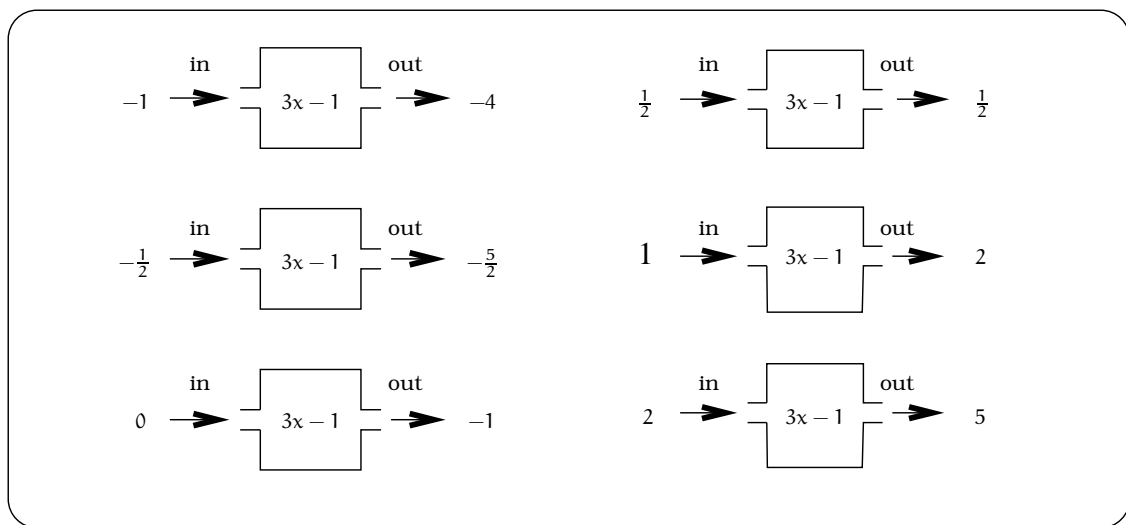 in out
−1 3x − 1 −4
in out
1/2 3x − 1 1/2
in out
−1/2 3x − 1 −5/2
in out
1 3x − 1 2
in out
0 3x − 1 −1
in out
2 3x − 1 5